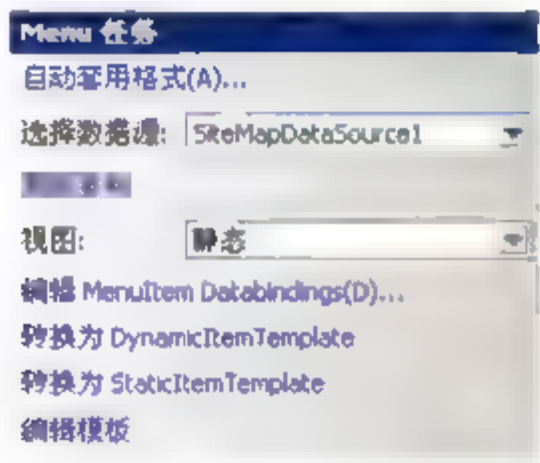 Menu 任务
自动套用格式(A)...
选择数据源: SiteMapDataSource1
视图: 静态
编辑 MenuItem Databindings(D)...
转换为 DynamicItemTemplate
转换为 StaticItemTemplate
编辑模板